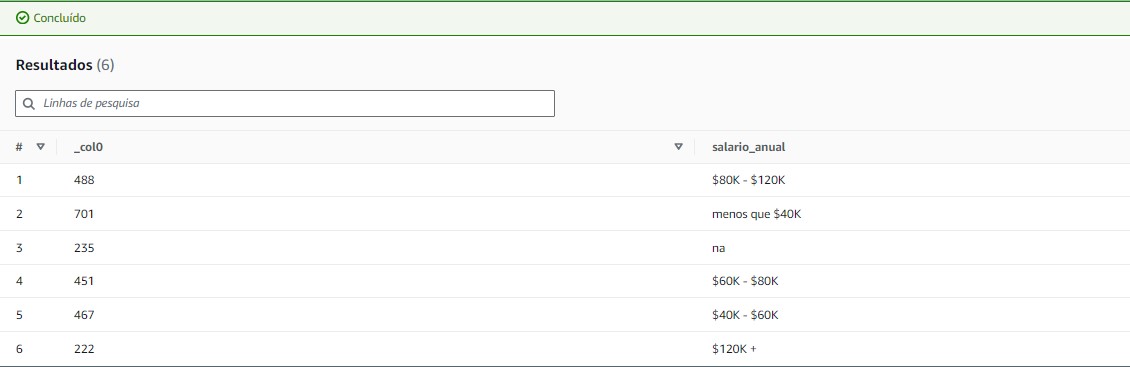 Concluído
Resultados (6)
Linhas de pesquisa
# _col0 salario_anual
1 488 $80K - $120K
2 701 menos que $40K
3 235 na
4 451 $60K - $80K
5 467 $40K - $60K
6 222 $120K +